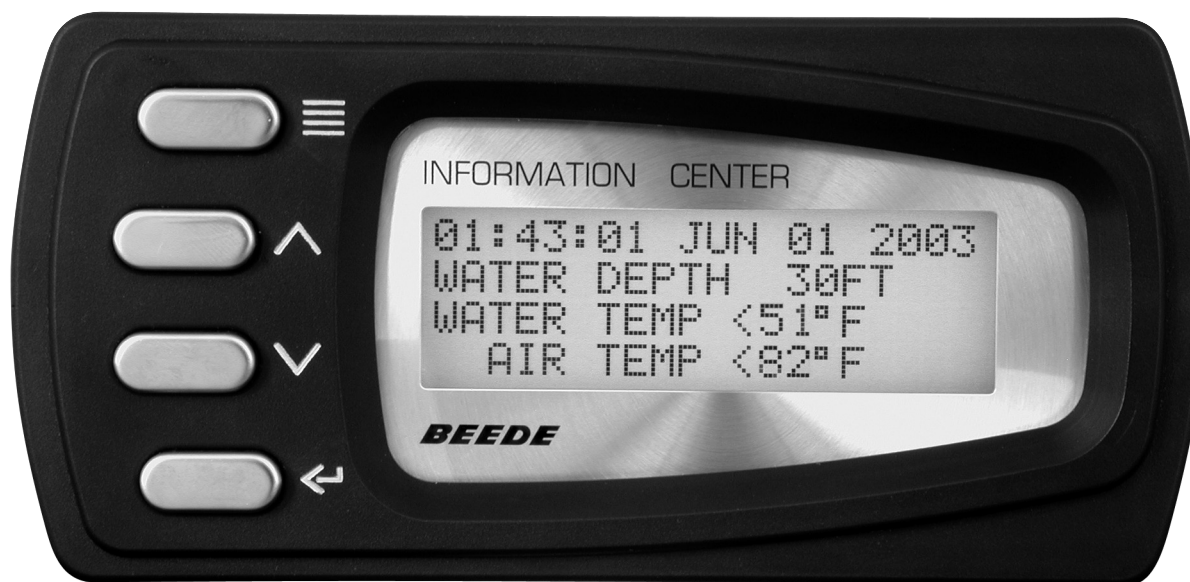 INFORMATION CENTER
01:43:01 JUN 01 2003
WATER DEPTH 30FT
WATER TEMP <51°F
AIR TEMP <82°F
BEEDE